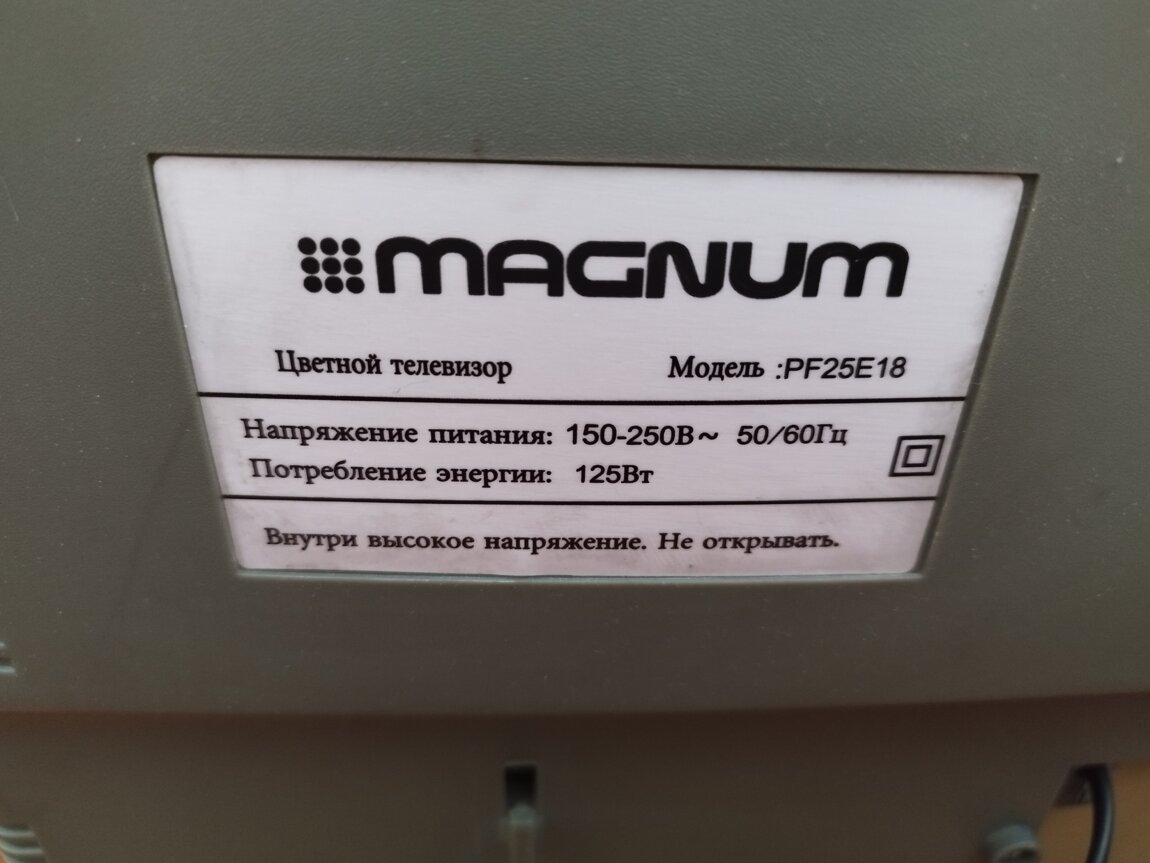 MAGNUM
Цветной телевизор Модель :PF25E18
Напряжение питания: 150-250В~ 50/60Гц
Потребление энергии: 125Вт
Внутри высокое напряжение. Не открывать.